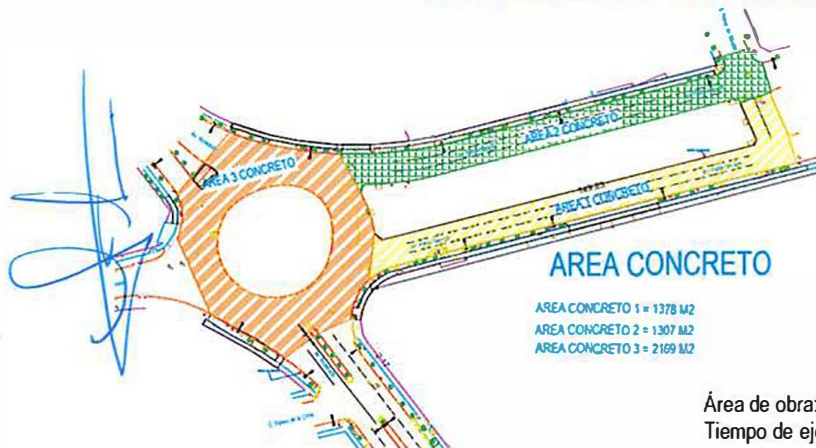 AREA 2 CONCRETO
AREA 3 CONCRETO
AREA 1 CONCRETO
AREA CONCRETO
AREA CONCRETO 1 = 1378 M2
AREA CONCRETO 2 = 1307 M2
AREA CONCRETO 3 = 2169 M2
Área de obra:
Tiempo de eje